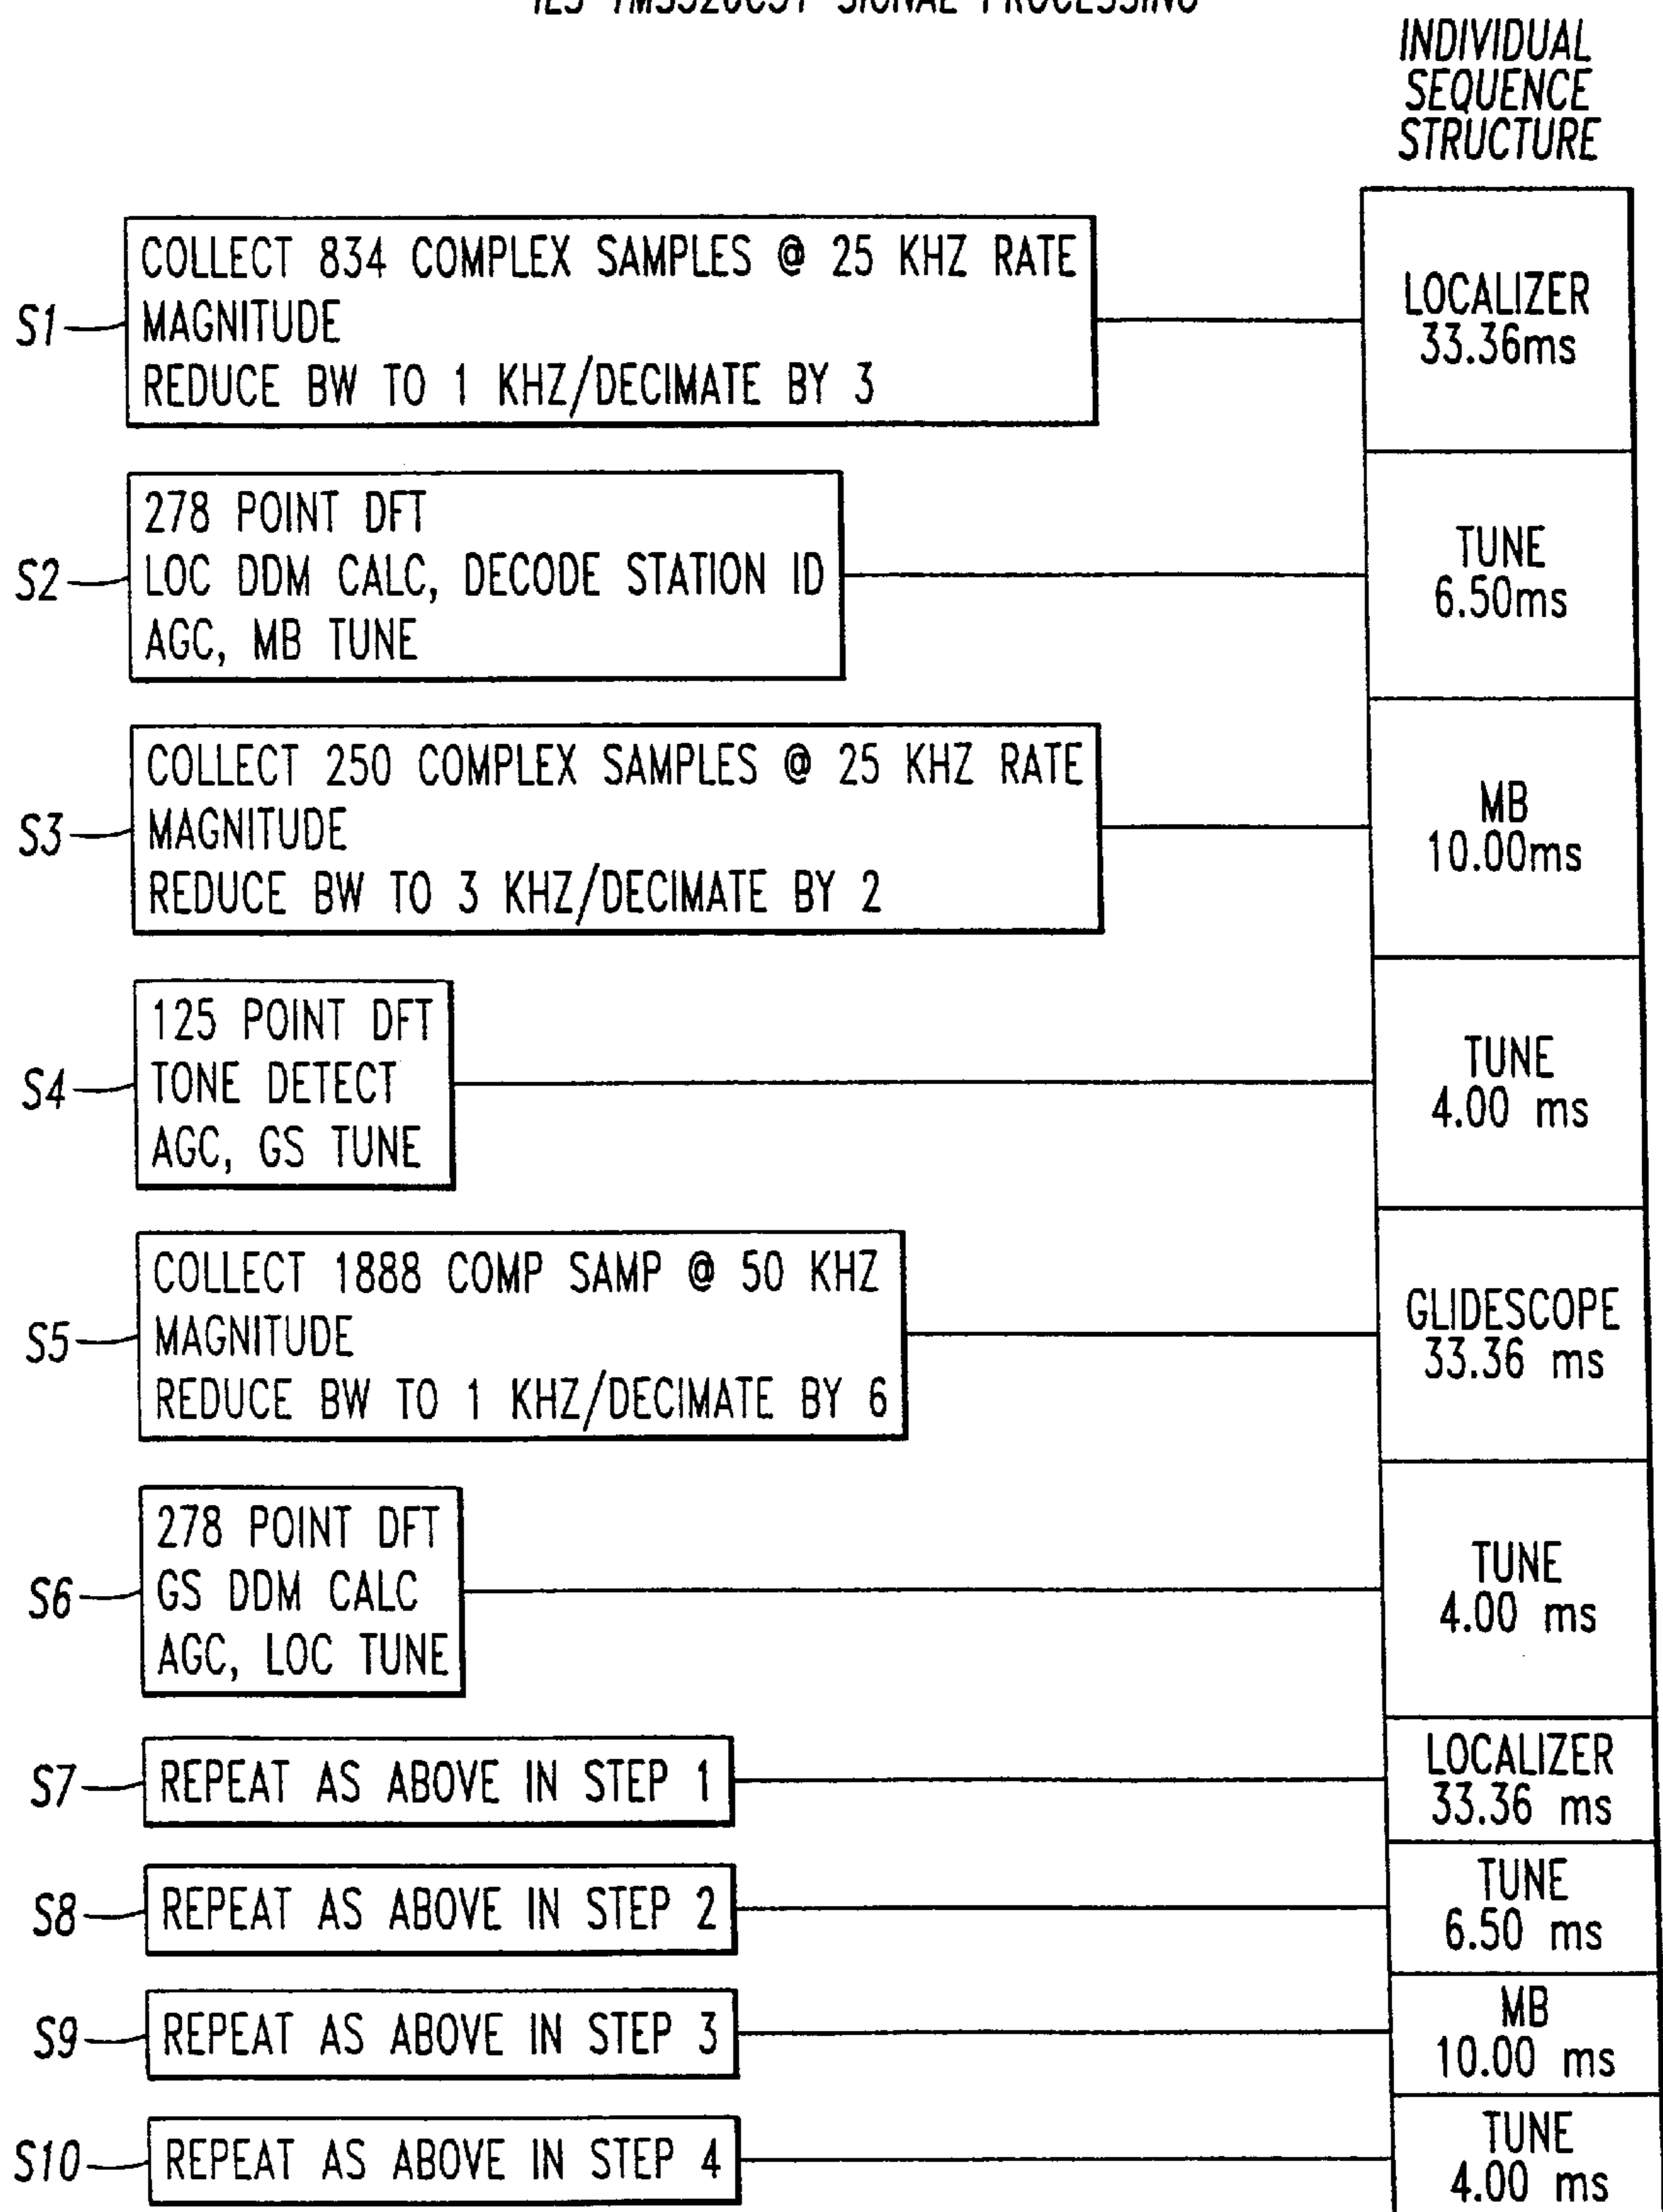 SIGNAL PROCESSING
INDIVIDUAL
SEQUENCE
STRUCTURE
S1
COLLECT 834 COMPLEX SAMPLES @ 25 KHZ RATE
MAGNITUDE
REDUCE BW TO 1 KHZ/DECIMATE BY 3
LOCALIZER
33.36ms
S2
278 POINT DFT
LOC DDM CALC, DECODE STATION ID
AGC, MB TUNE
TUNE
6.50ms
S3
COLLECT 250 COMPLEX SAMPLES @ 25 KHZ RATE
MAGNITUDE
REDUCE BW TO 3 KHZ/DECIMATE BY 2
MB
10.00ms
S4
125 POINT DFT
TONE DETECT
AGC, GS TUNE
TUNE
4.00 ms
S5
COLLECT 1888 COMP SAMP @ 50 KHZ
MAGNITUDE
REDUCE BW TO 1 KHZ/DECIMATE BY 6
GLIDESCOPE
33.36 ms
S6
278 POINT DFT
GS DDM CALC
AGC, LOC TUNE
TUNE
4.00 ms
S7
REPEAT AS ABOVE IN STEP 1
LOCALIZER
33.36 ms
S8
REPEAT AS ABOVE IN STEP 2
TUNE
6.50 ms
S9
REPEAT AS ABOVE IN STEP 3
MB
10.00 ms
S10
REPEAT AS ABOVE IN STEP 4
TUNE
4.00 ms